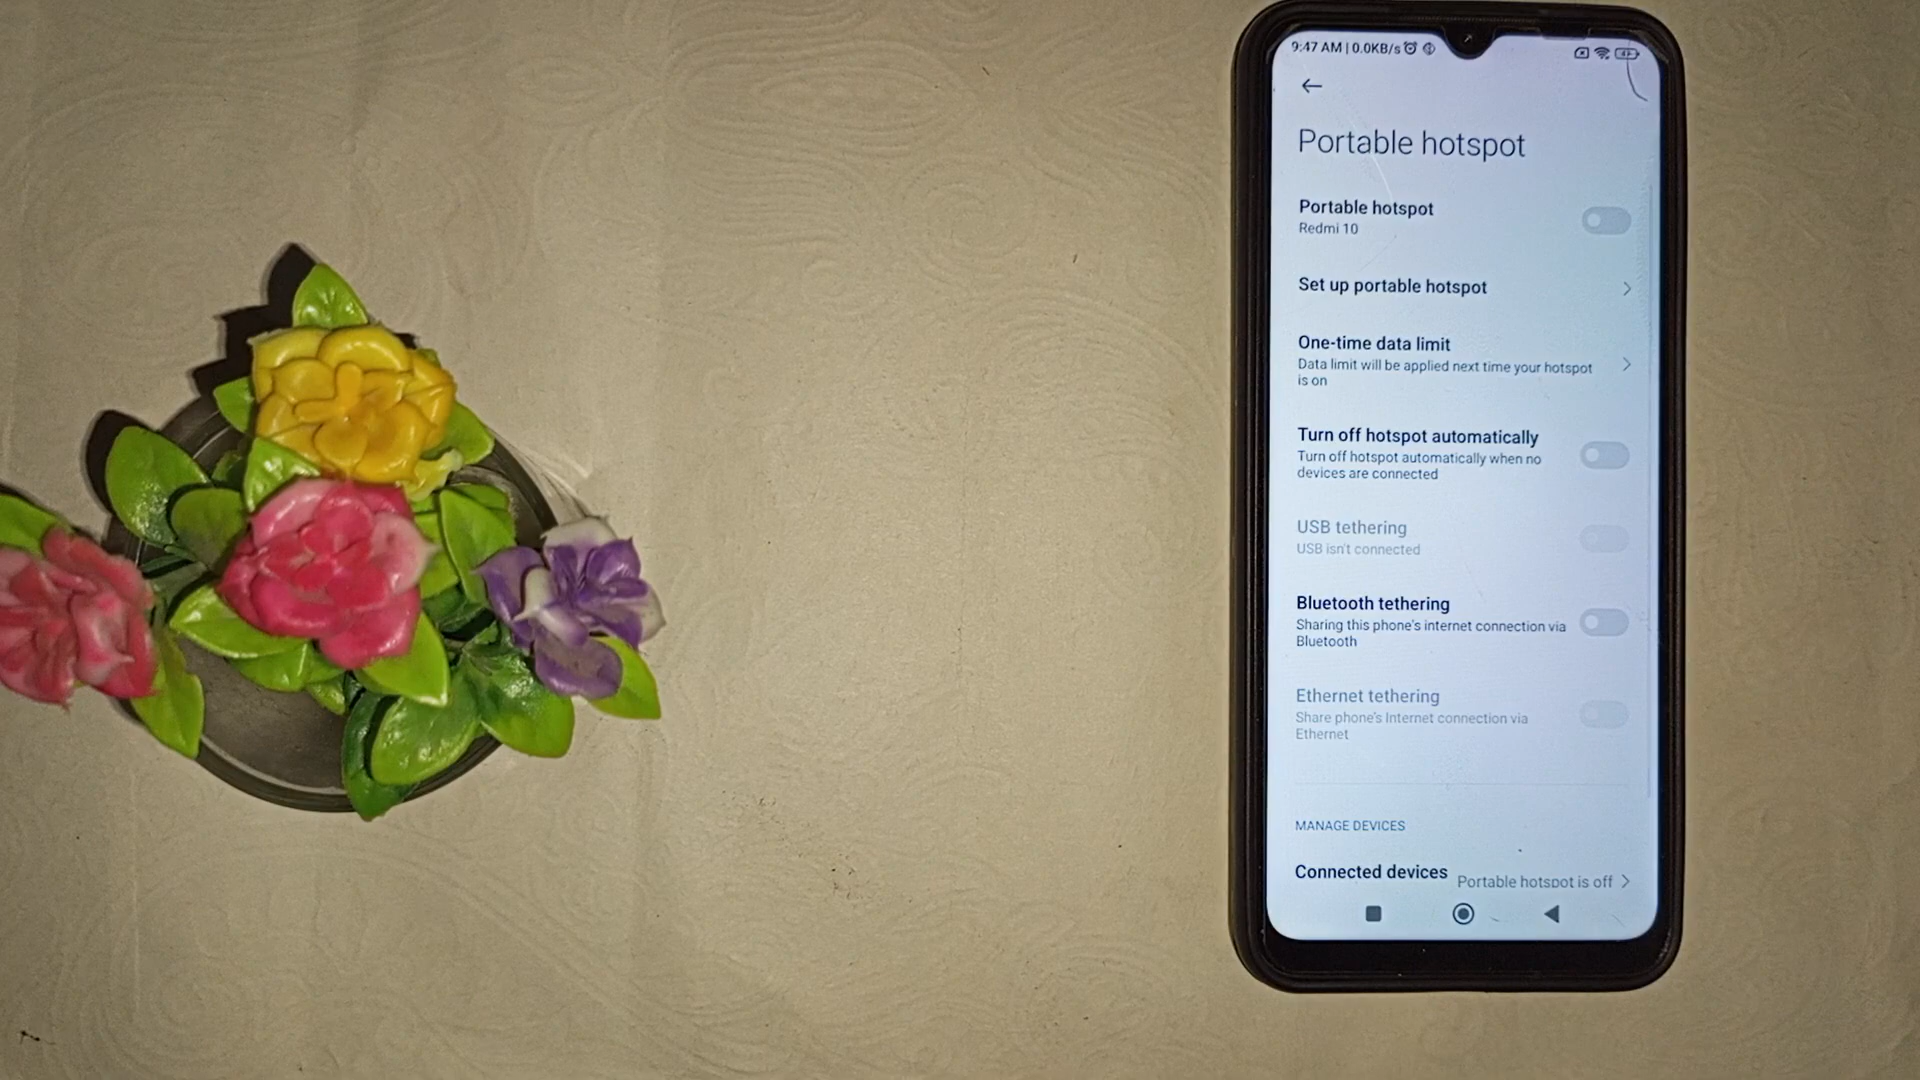 9:47 AM | 0.0KB/s
Portable hotspot
Portable hotspot
Redmi 10
Set up portable hotspot
One-time data limit
Data limit will be applied next time your hotspot
is on
Turn off hotspot automatically
Turn off hotspot automatically when no
devices are connected
USB tethering
USB isn't connected
Bluetooth tethering
Sharing this phone's internet connection via
Bluetooth
Ethernet tethering
Share phone's Internet connection via
Ethernet
MANAGE DEVICES
Connected devices
Portable hotspot is off